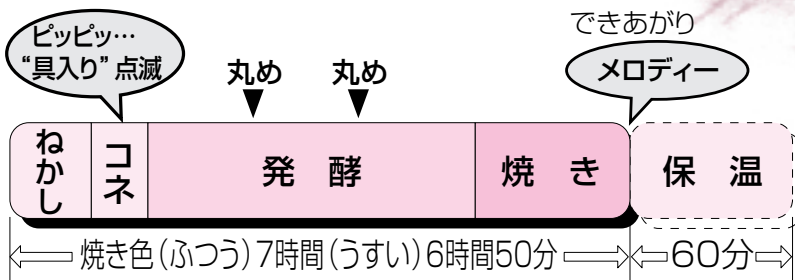 できあがり
ピッピッ…
“具入り”点滅
丸め
丸め
メロディー
ねかし
コネ
発酵
焼き
保温
焼き色(ふつう)7時間(うすい)6時間50分
60分